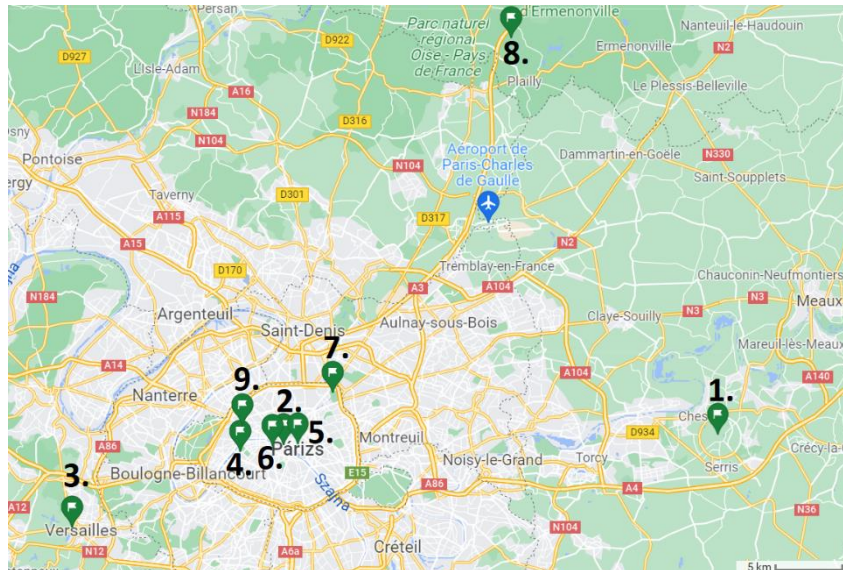 Persan
d'Ermenonville
Nanteuil-le-Haudouin
D927
D922
Parc naturel
régional
Oise - Pays
de France
8.
Ermenonville
N2
L'Isle-Adam
Plailly
Le Plessis-Belleville
A16
N184
D316
N104
Osny
Pontoise
Aéroport de
Paris-Charles
de Gaulle
Dammartin-en-Goële
N330
N104
Saint-Soupplets
ergy
Taverny
D301
A115
D317
A15
N2
Tremblay-en-France
D170
Chauconin-Neufmontiers
N184
A3
A104
N3
Meaux
Argenteuil
Claye-Souilly
N3
Saint-Denis
Aulnay-sous-Bois
Mareuil-lès-Meaux
A14
7.
A104
A140
Nanterre
9.
2.
1.
Ches
D934
A86
5.
Montreuil
Parizs
4.
6.
Noisy-le-Grand
Torcy
Crécy-la-C
Boulogne-Billancourt
Serris
3.
E15
A86
A4
Szajna
A12
N36
Versailles
N104
N12
A6a
Créteil
5 km